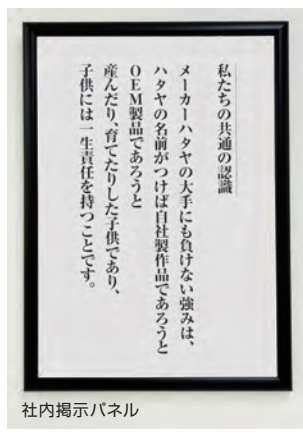 私たちの共通の認識
メーカーハタヤの大手にも負けない強みは、
ハタヤの名前がつけば自社製作品であろうと
OEM製品であろうと
産んだり、育てたりした子供であり、
子供には一生責任を持つことです。
社内掲示パネル